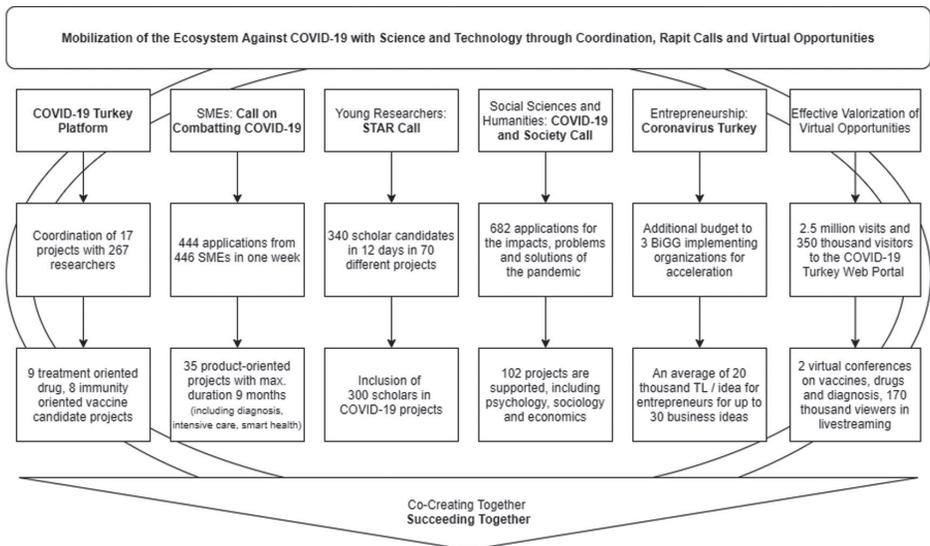 Mobilization of the Ecosystem Against COVID-19 with Science and Technology through Coordination, Rapit Calls and Virtual Opportunities
COVID-19 Turkey
Platform
SMEs: Call on
Combatting COVID-19
Young Researchers:
STAR Call
Social Sciences and
Humanities: COVID-19
and Society Call
Entrepreneurship:
Coronavirus Turkey
Effective Valorization of
Virtual Opportunities
Coordination of 17
projects with 267
researchers
444 applications from
446 SMEs in one week
340 scholar candidates
in 12 days in 70
different projects
682 applications for
the impacts, problems
and solutions of
the pandemic
Additional budget to
3 BiGG implementing
organizations for
acceleration
2.5 million visits and
350 thousand visitors
to the COVID-19
Turkey Web Portal
9 treatment oriented
drug, 8 immunity
oriented vaccine
candidate projects
35 product-oriented
projects with max.
duration 9 months
(including diagnosis,
intensive care, smart health)
Inclusion of
300 scholars in
COVID-19 projects
102 projects are
supported, including
psychology, sociology
and economics
An average of 20
thousand TL / idea for
entrepreneurs for up to
30 business ideas
2 virtual conferences
on vaccines, drugs
and diagnosis, 170
thousand viewers in
livestreaming
Co-Creating Together
Succeeding Together